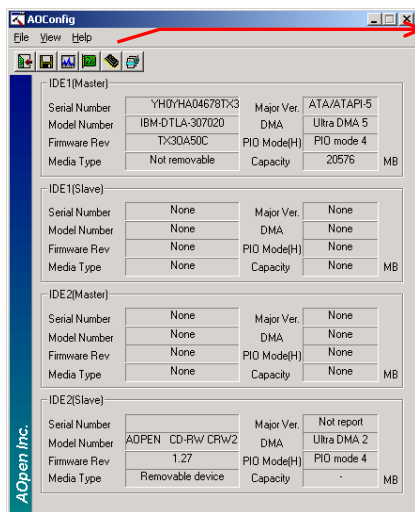 AOConfig
File View Help
IDE1(Master)
Serial Number YH0YHA04678TX3 Major Ver. ATA/ATAPI-5
Model Number IBM-DTLA-307020 DMA Ultra DMA 5
Firmware Rev TX3OA50C PIO Mode(H) PIO mode 4
Media Type Not removable Capacity 20576 MB
IDE1(Slave)
Serial Number None Major Ver. None
Model Number None DMA None
Firmware Rev None PIO Mode(H) None
Media Type None Capacity None MB
IDE2(Master)
Serial Number None Major Ver. None
Model Number None DMA None
Firmware Rev None PIO Mode(H) None
Media Type None Capacity None MB
IDE2(Slave)
Serial Number Major Ver. Not report
Model Number AOPEN CD-RW CRW2 DMA Ultra DMA 2
Firmware Rev 1.27 PIO Mode(H) PIO mode 4
Media Type Removable device Capacity - MB
AOpen Inc.